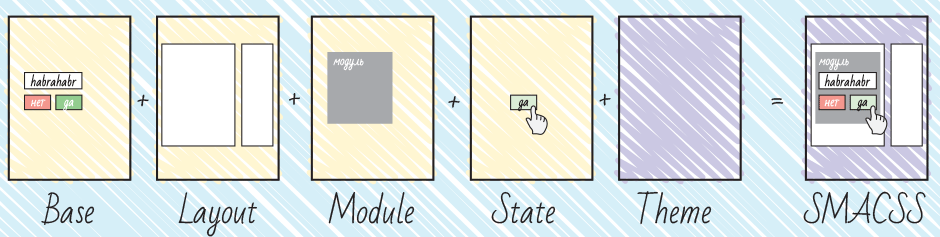 habrahabr
нет да
+
+
модуль
+
да
+
=
модуль
habrahabr
нет да
Base Layout Module State Theme SMACSS